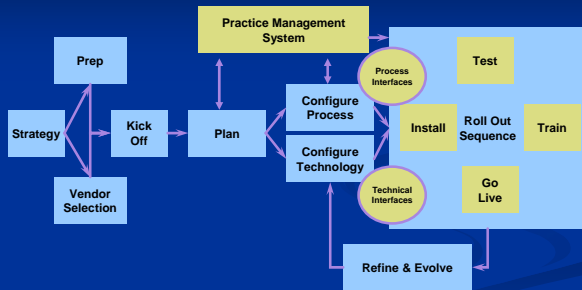 Practice Management
System
Prep
Process
Interfaces
Test
Strategy
Kick
Off
Plan
Configure
Process
Configure
Technology
Install
Roll Out
Sequence
Train
Vendor
Selection
Technical
Interfaces
Go
Live
Refine & Evolve